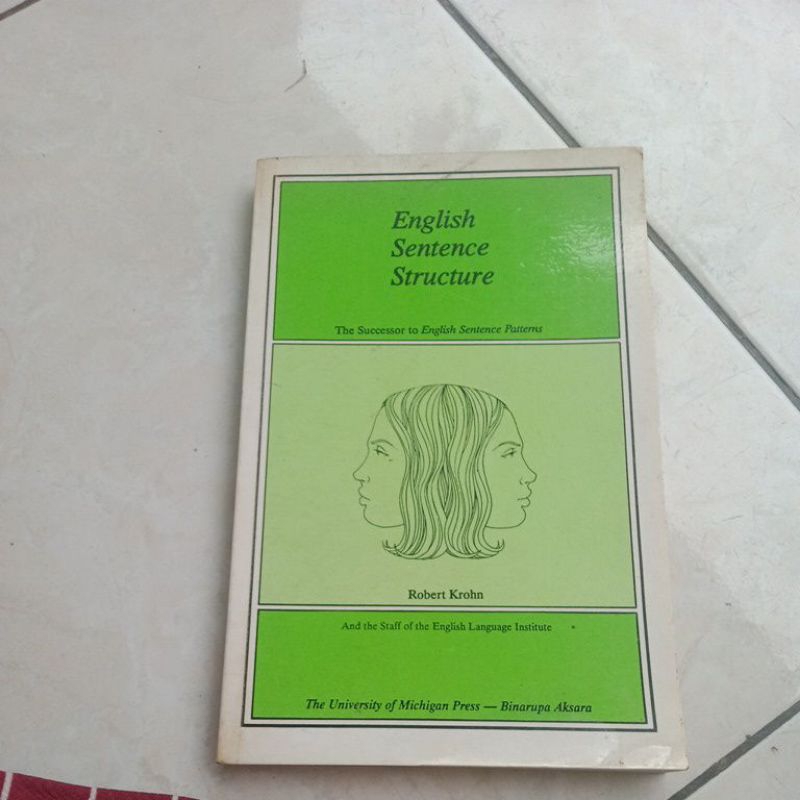 English
Sentence
Structure
The Successor to English Sentence Patterns
Robert Krohn
And the Staff of the English Language Institute
The University of Michigan Press — Binarupa Aksara